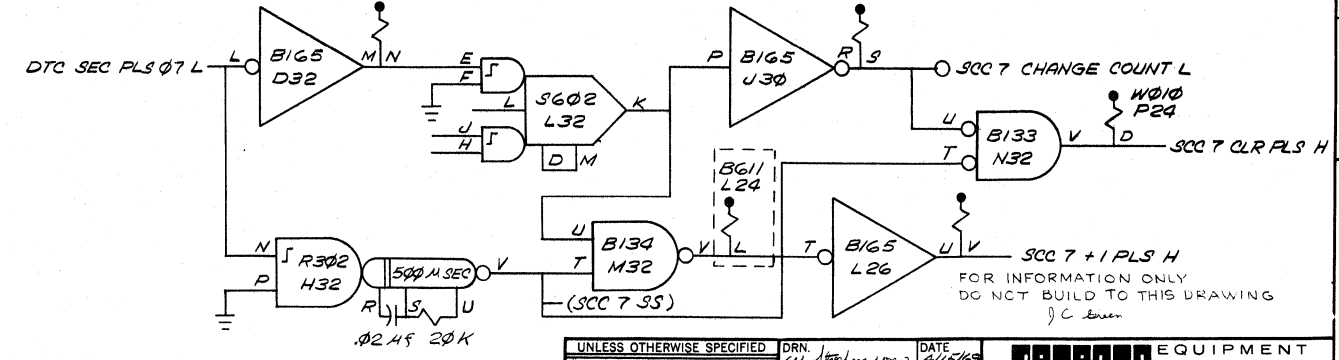 DTC SEC PLS Ø7 L
L
B165
D32
M N
E
F
L
J
H
S6Ø2
L32
D M
K
P
B165
J3Ø
R S
SCC 7 CHANGE COUNT L
WØ1Ø
P24
U
T
B133
N32
V
D
SCC 7 CLR PLS H
B611
L24
N
P
R3Ø2
H32
5ØØ µ SEC
V
R
S
U
.Ø2 µf 2ØK
(SCC 7 SS)
U
T
B134
M32
V
L
T
B165
L26
U V
SCC 7 +1 PLS H
FOR INFORMATION ONLY
DO NOT BUILD TO THIS DRAWING
J C Green
UNLESS OTHERWISE SPECIFIED
DRN.
DATE
EQUIPMENT